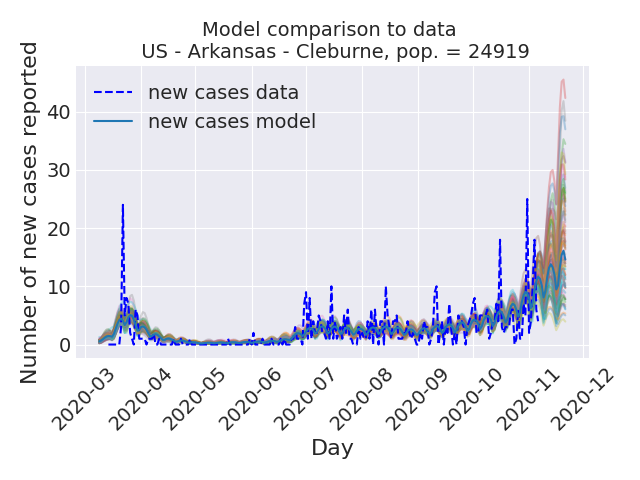 Model comparison to data
US - Arkansas - Cleburne, pop. = 24919
new cases data
new cases model
Number of new cases reported
40
30
20
10
0
2020-03
2020-04
2020-05
2020-06
2020-07
2020-08
2020-09
2020-10
2020-11
2020-12
Day